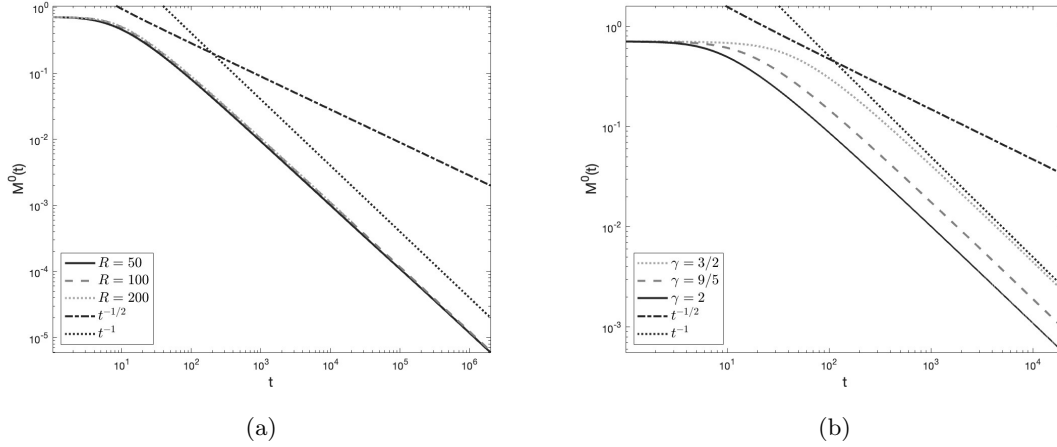 10^0
10^-1
10^-2
10^-3
10^-4
10^-5
M^0(t)
R = 50
R = 100
R = 200
t^{-1/2}
t^{-1}
10^1
10^2
10^3
10^4
10^5
10^6
t
(a)
10^0
10^-1
10^-2
10^-3
M^0(t)
γ = 3/2
γ = 9/5
γ = 2
t^{-1/2}
t^{-1}
10^1
10^2
10^3
10^4
t
(b)